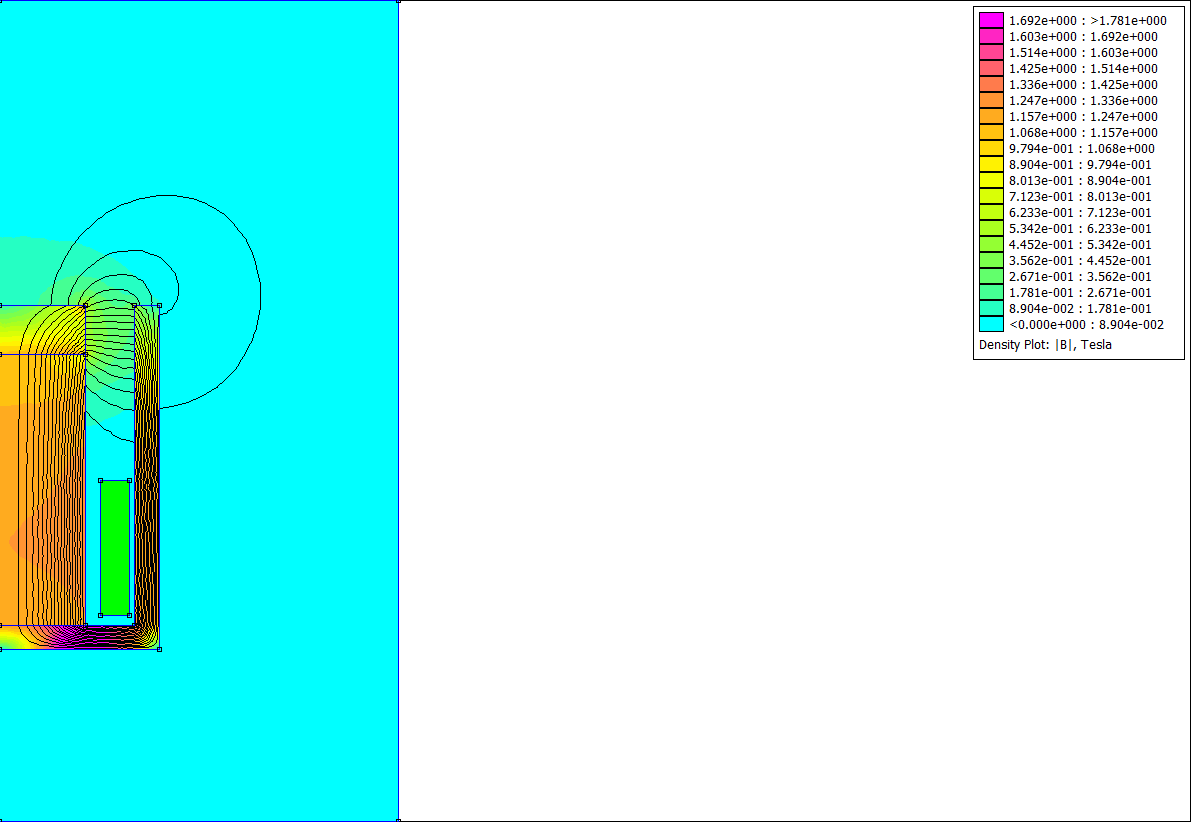 1.692e+000 : >1.781e+000
1.603e+000 : 1.692e+000
1.514e+000 : 1.603e+000
1.425e+000 : 1.514e+000
1.336e+000 : 1.425e+000
1.247e+000 : 1.336e+000
1.157e+000 : 1.247e+000
1.068e+000 : 1.157e+000
9.794e-001 : 1.068e+000
8.904e-001 : 9.794e-001
8.013e-001 : 8.904e-001
7.123e-001 : 8.013e-001
6.233e-001 : 7.123e-001
5.342e-001 : 6.233e-001
4.452e-001 : 5.342e-001
3.562e-001 : 4.452e-001
2.671e-001 : 3.562e-001
1.781e-001 : 2.671e-001
8.904e-002 : 1.781e-001
<0.000e+000 : 8.904e-002
Density Plot: |B|, Tesla